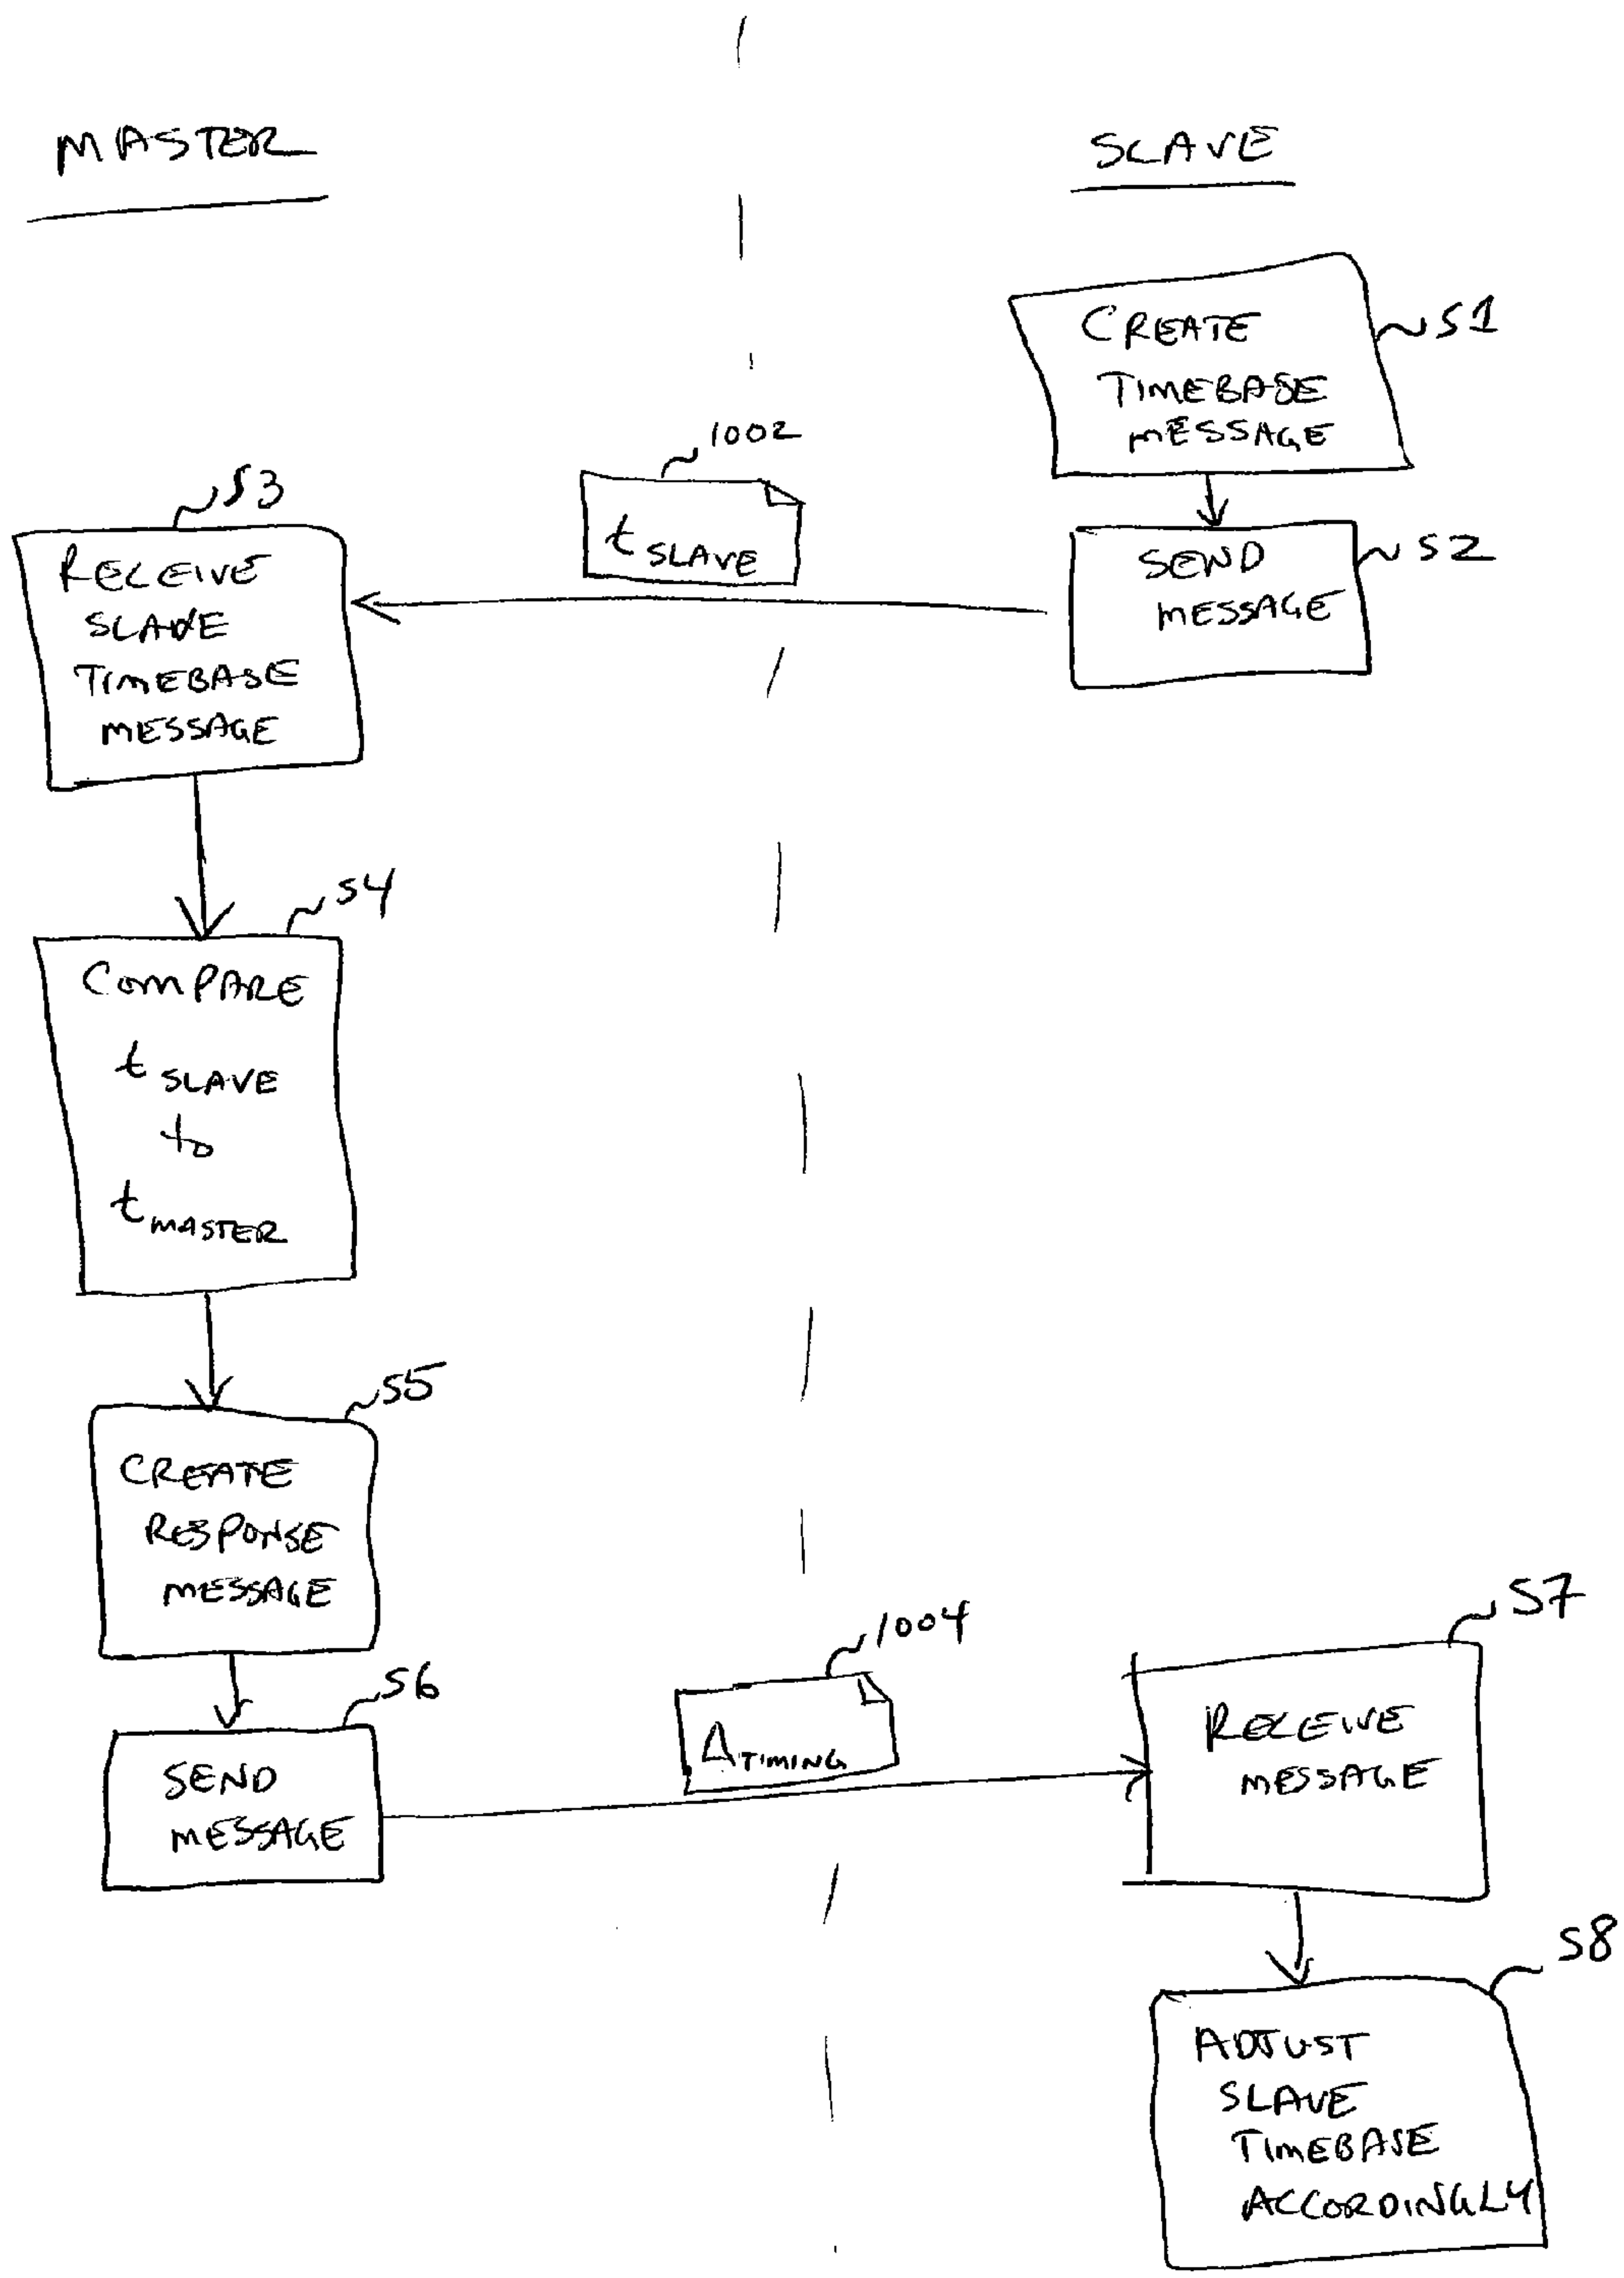 MASTER
SLAVE
CREATE
TIMEBASE
MESSAGE
S1
SEND
MESSAGE
S2
1002
t SLAVE
S3
RECEIVE
SLAVE
TIMEBASE
MESSAGE
S4
COMPARE
t SLAVE
to
t MASTER
S5
CREATE
RESPONSE
MESSAGE
S6
SEND
MESSAGE
1004
Δ TIMING
S7
RECEIVE
MESSAGE
S8
ADJUST
SLAVE
TIMEBASE
ACCORDINGLY